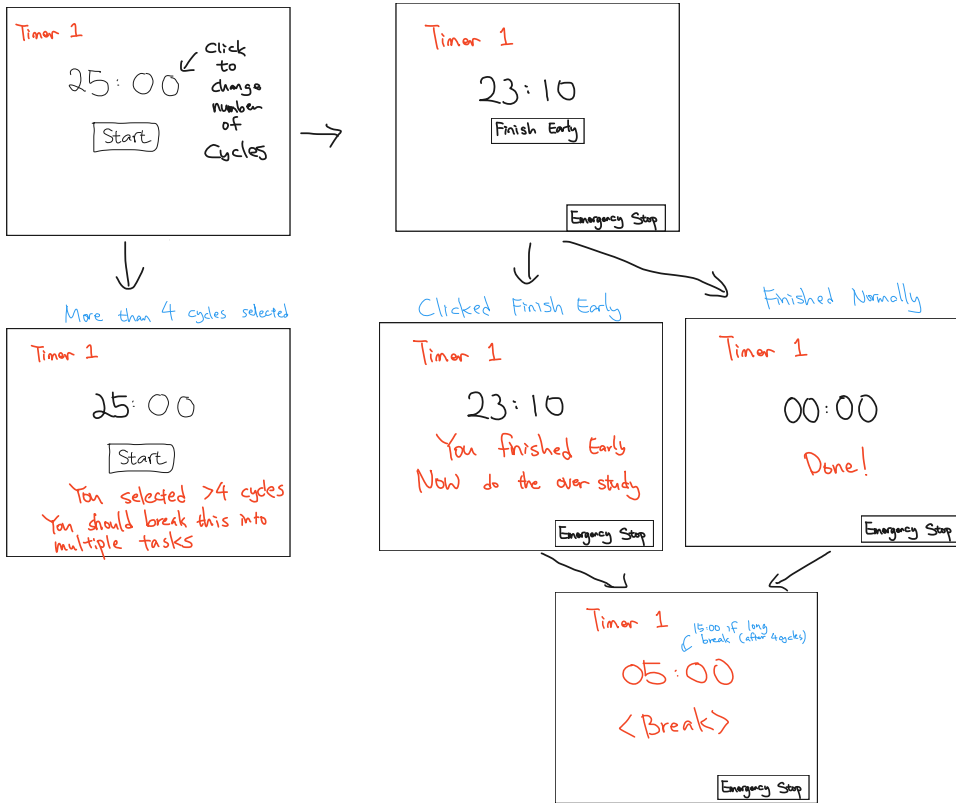 Timer 1
25:00
Click
to
change
number
of
Cycles
Start
Timer 1
23:10
Finish Early
Emergency Stop
More than 4 cycles selected
Timer 1
25:00
Start
You selected >4 cycles
You should break this into
multiple tasks
Clicked Finish Early
Timer 1
23:10
You finished Early
Now do the over study
Emergency Stop
Finished Normally
Timer 1
00:00
Done!
Emergency Stop
Timer 1
15:00 if long
break (after 4 cycles)
05:00
<Break>
Emergency Stop